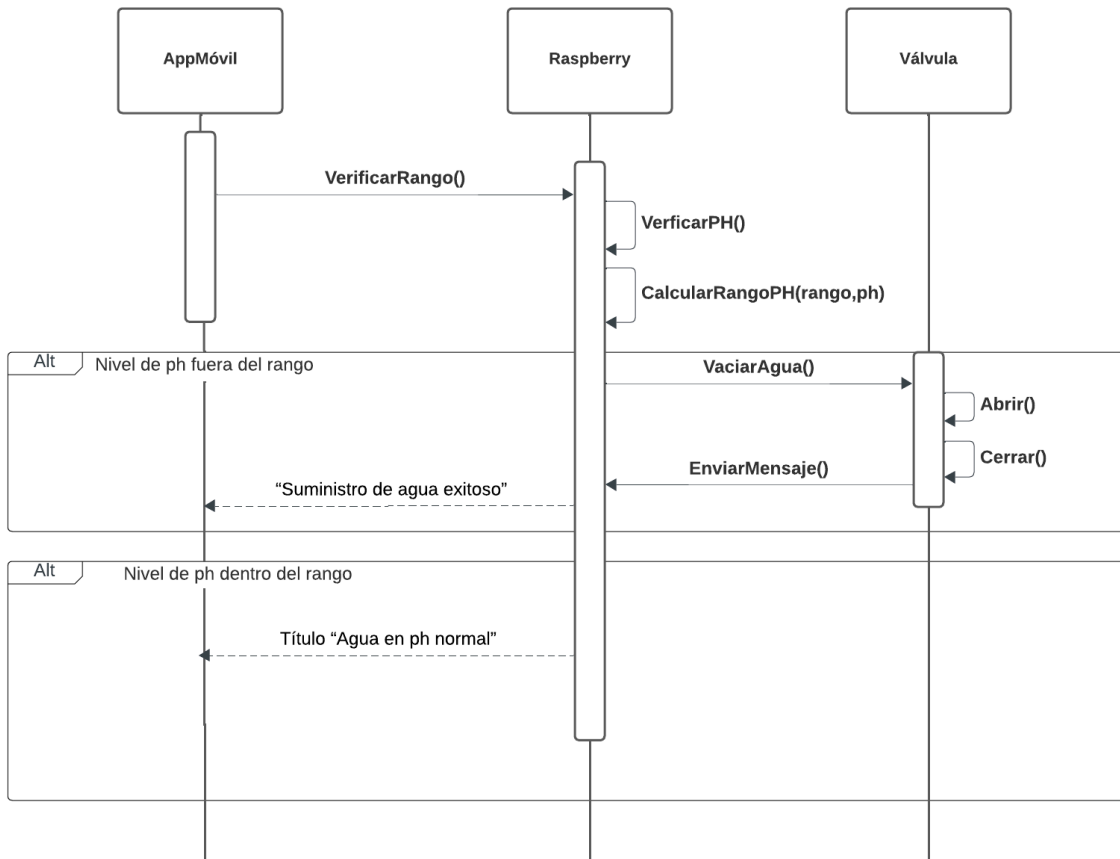 AppMóvil
Raspberry
Válvula
VerificarRango()
VerficarPH()
CalcularRangoPH(rango,ph)
Alt
Nivel de ph fuera del rango
VaciarAgua()
Abrir()
Cerrar()
EnviarMensaje()
“Suministro de agua exitoso”
Alt
Nivel de ph dentro del rango
Título “Agua en ph normal”